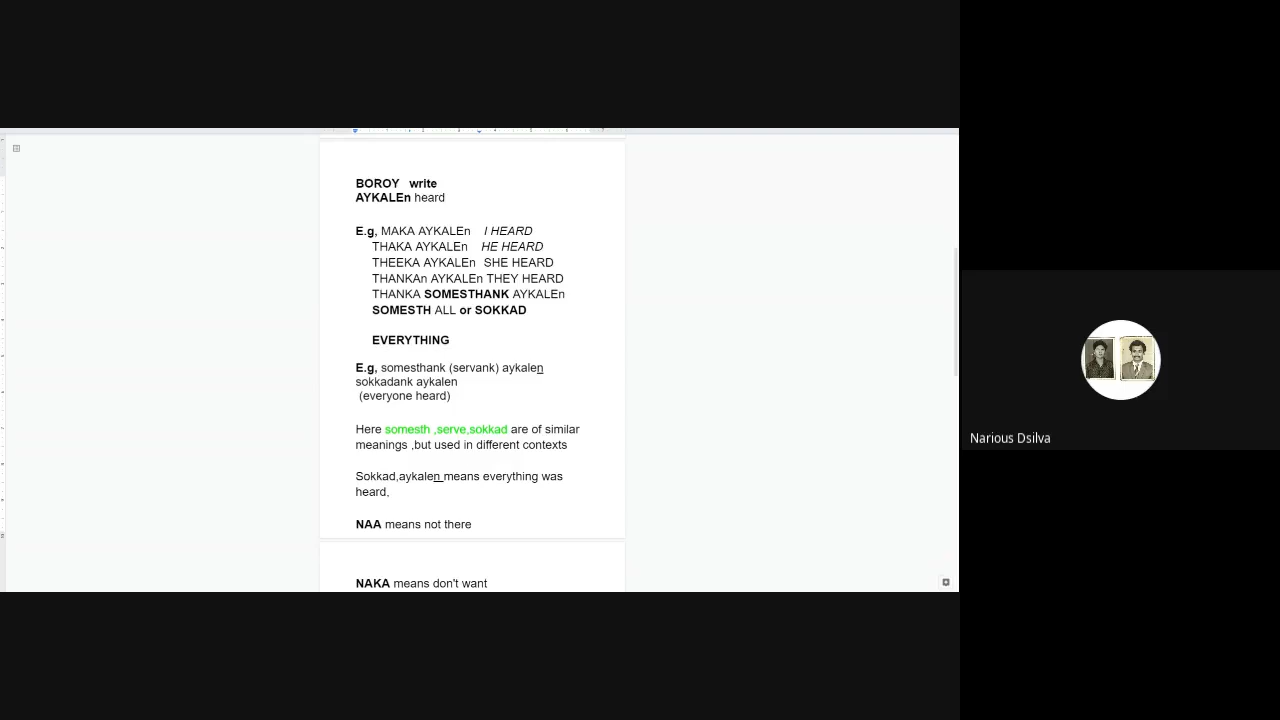 BOROY write
AYKALEn heard
E.g, MAKA AYKALEn I HEARD
THAKA AYKALEn HE HEARD
THEEKA AYKALEn SHE HEARD
THANKAn AYKALEn THEY HEARD
THANKA SOMESTHANK AYKALEn
SOMESTH ALL or SOKKAD
EVERYTHING
E.g, somesthank (servank) aykalen
sokkadank aykalen
(everyone heard)
Here somesth ,serve,sokkad are of similar
meanings ,but used in different contexts
Sokkad,aykalen means everything was
heard,
NAA means not there
NAKA means don't want
Narious Dsilva